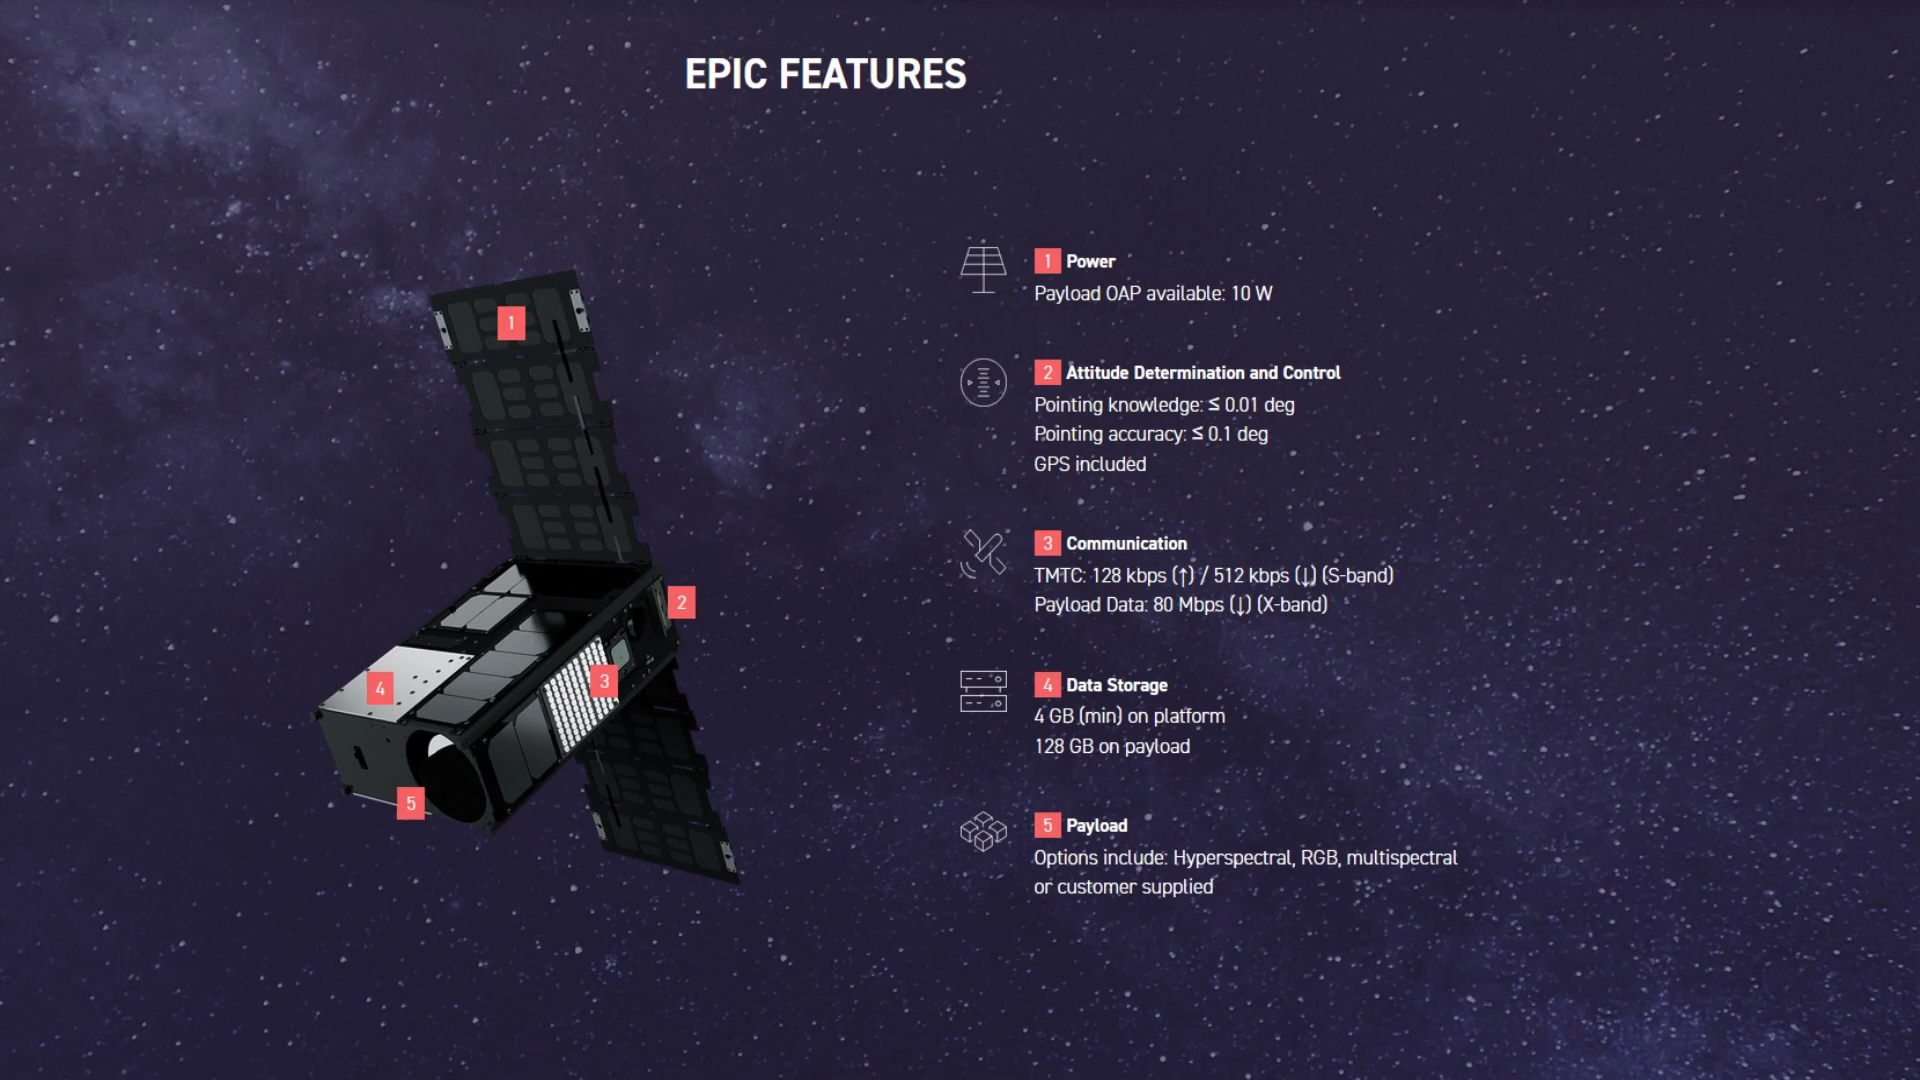 EPIC FEATURES
1
2
3
4
5
1 Power
Payload OAP available: 10 W
2 Attitude Determination and Control
Pointing knowledge: ≤ 0.01 deg
Pointing accuracy: ≤ 0.1 deg
GPS included
3 Communication
TMTC: 128 kbps (↑) / 512 kbps (↓) (S-band)
Payload Data: 80 Mbps (↓) (X-band)
4 Data Storage
4 GB (min) on platform
128 GB on payload
5 Payload
Options include: Hyperspectral, RGB, multispectral
or customer supplied